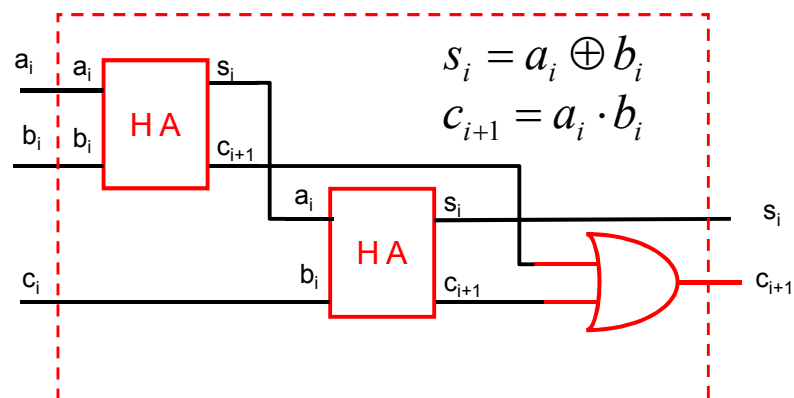 a_i a_i s_i s_i = a_i ⊕ b_i
H A
b_i b_i c_{i+1} c_{i+1} = a_i · b_i
a_i s_i s_i
H A
c_i b_i c_{i+1} c_{i+1}